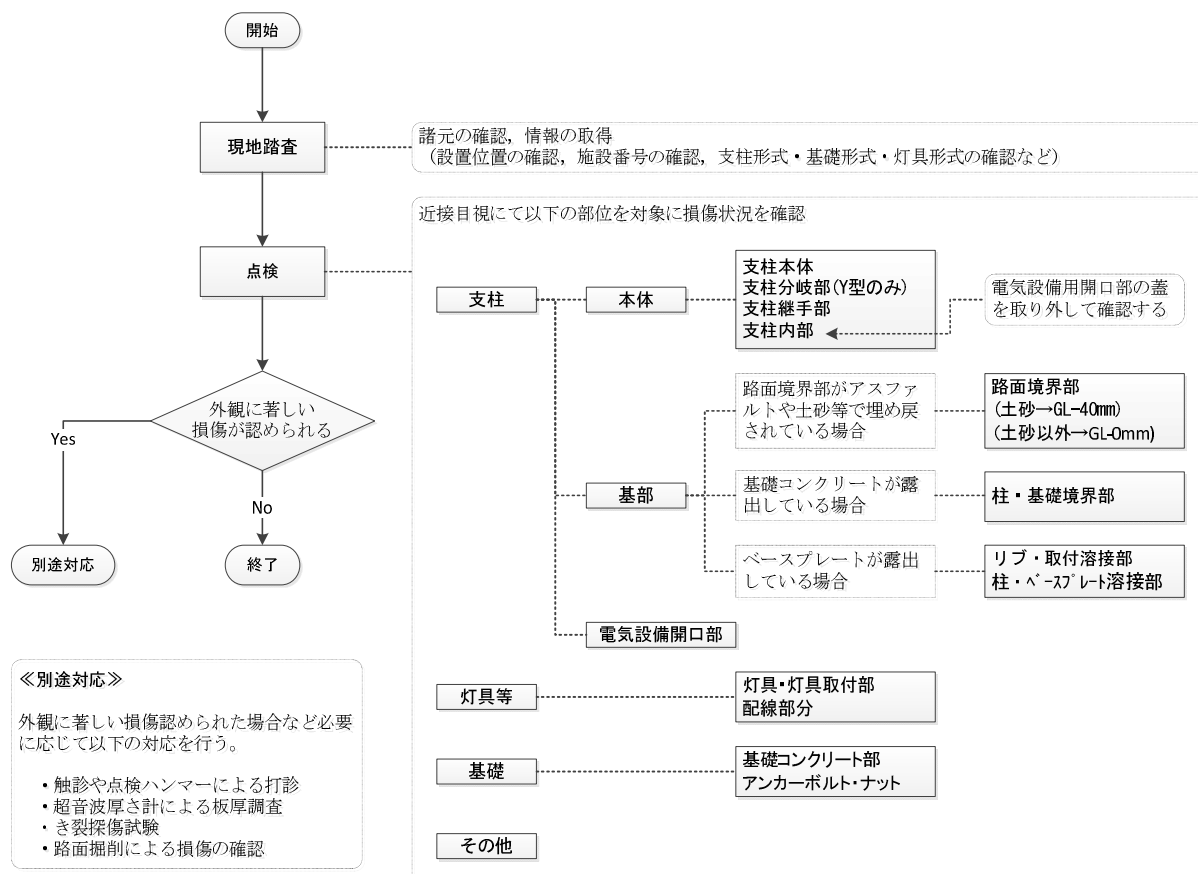 開始
現地踏査
諸元の確認，情報の取得
（設置位置の確認，施設番号の確認，支柱形式・基礎形式・灯具形式の確認など）
近接目視にて以下の部位を対象に損傷状況を確認
点検
支柱
本体
支柱本体
支柱分岐部(Y型のみ)
支柱継手部
支柱内部
電気設備用開口部の蓋
を取り外して確認する
路面境界部がアスファ
ルトや土砂等で埋め戻
されている場合
路面境界部
(土砂→GL-40mm)
(土砂以外→GL-0mm)
基部
基礎コンクリートが露
出している場合
柱・基礎境界部
ベースプレートが露出
している場合
リブ・取付溶接部
柱・ﾍﾞｰｽﾌﾟﾚｰﾄ溶接部
電気設備開口部
灯具等
灯具・灯具取付部
配線部分
基礎
基礎コンクリート部
アンカーボルト・ナット
その他
外観に著しい
損傷が認められる
Yes
No
別途対応
終了
≪別途対応≫
外観に著しい損傷認められた場合など必要
に応じて以下の対応を行う。
・触診や点検ハンマーによる打診
・超音波厚さ計による板厚調査
・き裂探傷試験
・路面掘削による損傷の確認